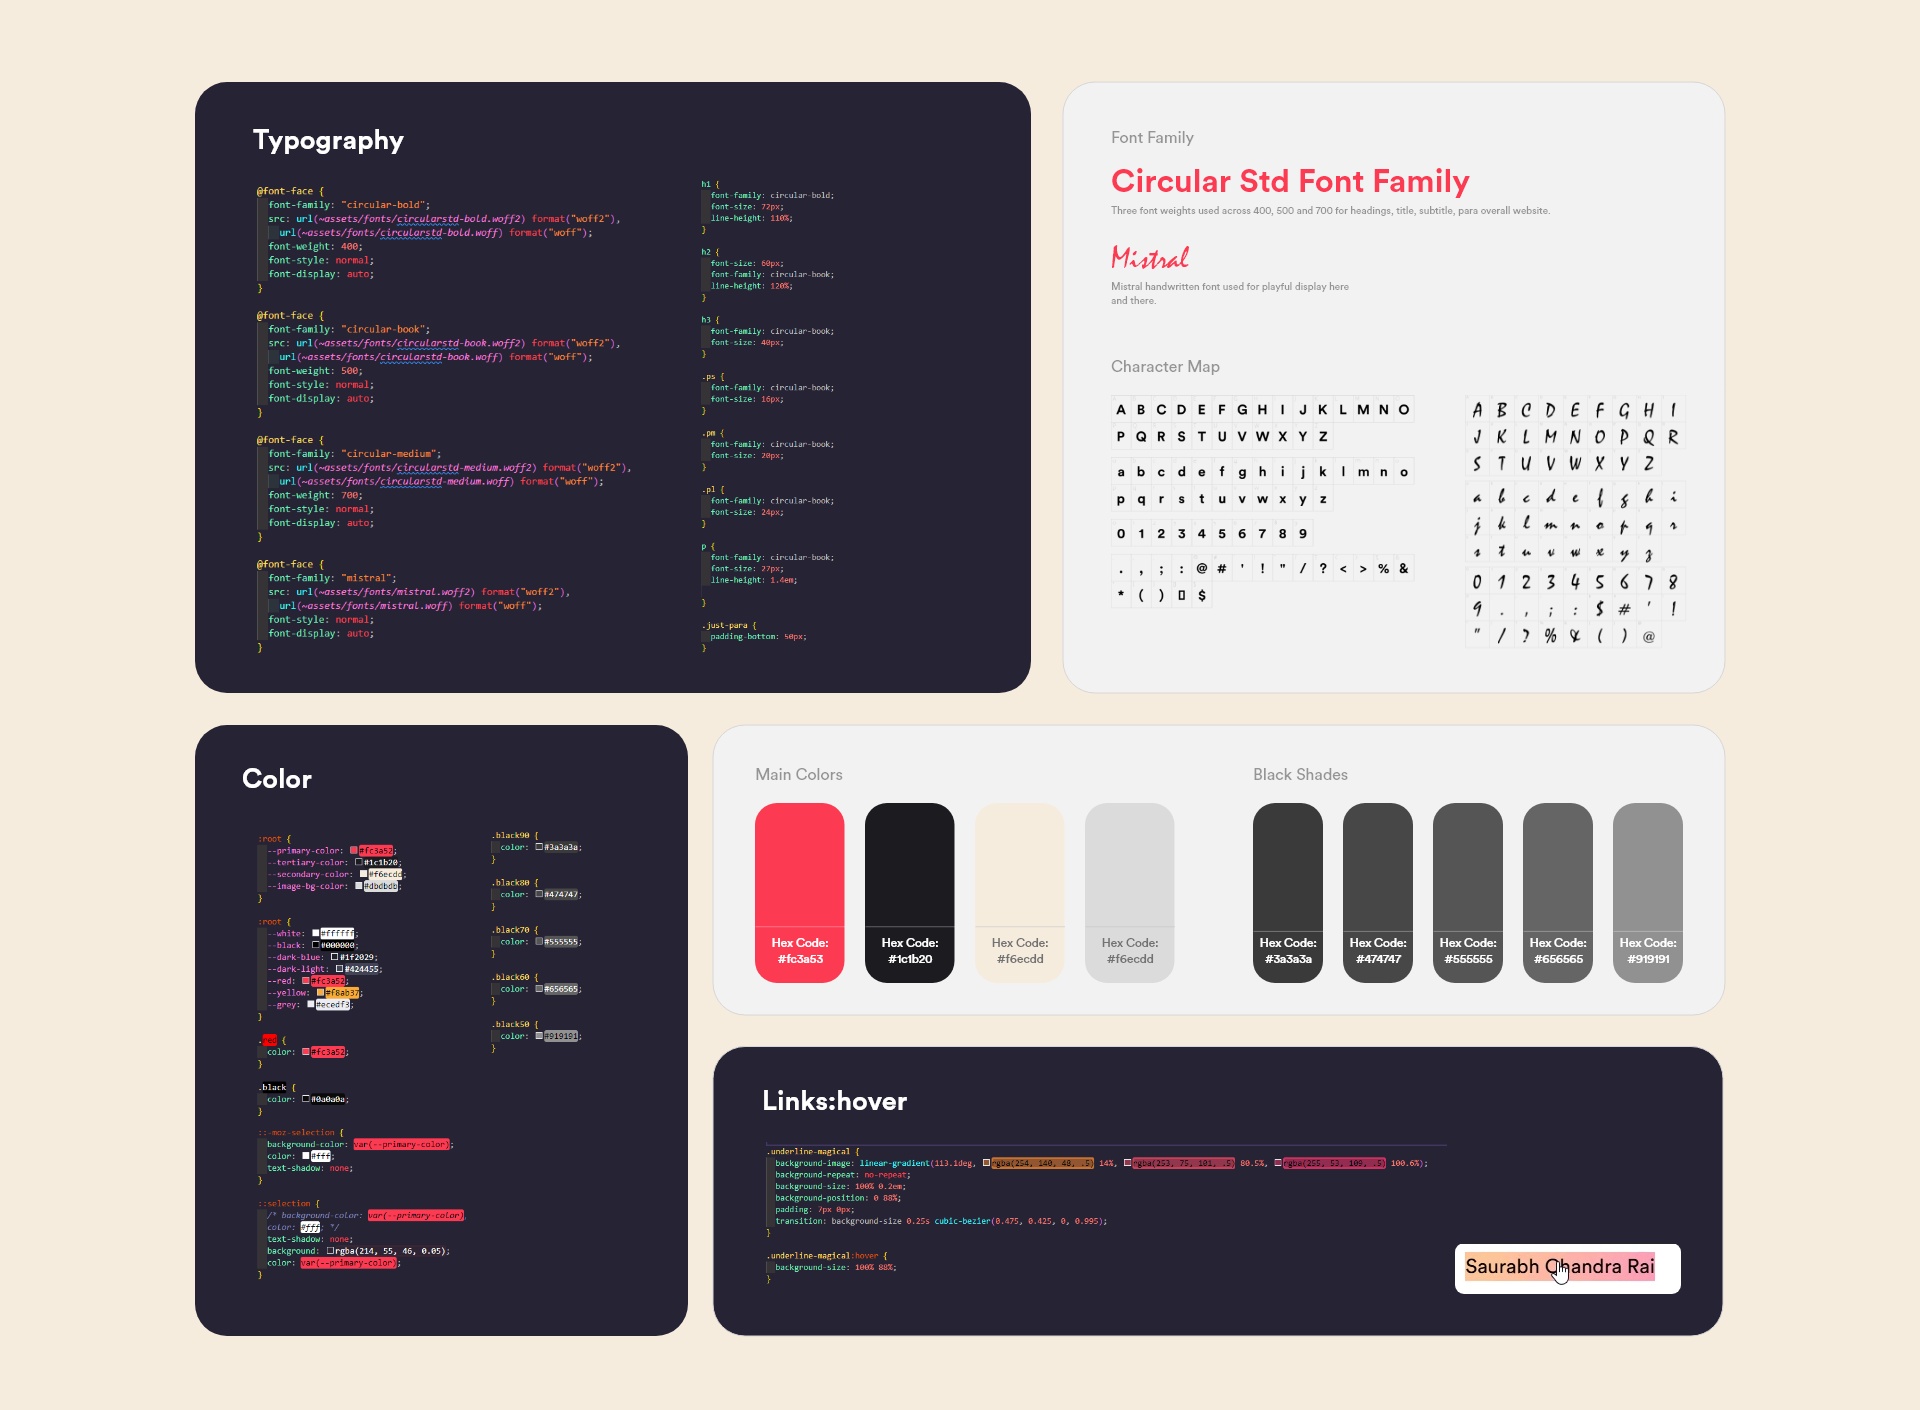 Typography
@font-face {
font-family: "circular-bold";
src: url(~assets/fonts/circularstd-bold.woff2) format("woff2"),
url(~assets/fonts/circularstd-bold.woff) format("woff");
font-weight: 400;
font-style: normal;
font-display: auto;
}
@font-face {
font-family: "circular-book";
src: url(~assets/fonts/circularstd-book.woff2) format("woff2"),
url(~assets/fonts/circularstd-book.woff) format("woff");
font-weight: 500;
font-style: normal;
font-display: auto;
}
@font-face {
font-family: "circular-medium";
src: url(~assets/fonts/circularstd-medium.woff2) format("woff2"),
url(~assets/fonts/circularstd-medium.woff) format("woff");
font-weight: 700;
font-style: normal;
font-display: auto;
}
@font-face {
font-family: "mistral";
src: url(~assets/fonts/mistral.woff2) format("woff2"),
url(~assets/fonts/mistral.woff) format("woff");
font-style: normal;
font-display: auto;
}
h1 {
font-family: circular-bold;
font-size: 72px;
line-height: 110%;
}
h2 {
font-size: 60px;
font-family: circular-book;
line-height: 120%;
}
h3 {
font-family: circular-book;
font-size: 40px;
}
.ps {
font-family: circular-book;
font-size: 16px;
}
.pm {
font-family: circular-book;
font-size: 20px;
}
.pl {
font-family: circular-book;
font-size: 24px;
}
p {
font-family: circular-book;
font-size: 27px;
line-height: 1.4em;
}
.just-para {
padding-bottom: 50px;
}
Font Family
Circular Std Font Family
Three font weights used across 400, 500 and 700 for headings, title, subtitle, para overall website.
Mistral
Mistral handwritten font used for playful display here
and there.
Character Map
A B C D E F G H I J K L M N O
P Q R S T U V W X Y Z
a b c d e f g h i j k l m n o
p q r s t u v w x y z
0 1 2 3 4 5 6 7 8 9
. , ; : @ # ' ! " / ? < > % &
* ( ) ▯ $
A B C D E F G H I
J K L M N O P Q R
S T U V W X Y Z
a b c d e f g h i
j k l m n o p q r
s t u v w x y z
0 1 2 3 4 5 6 7 8
9 . , ; : $ # ' !
" / ? % & ( ) @
Color
:root {
--primary-color: #fc3a52;
--tertiary-color: #1c1b20;
--secondary-color: #f6ecdd;
--image-bg-color: #dbdbdb;
}
:root {
--white: #ffffff;
--black: #000000;
--dark-blue: #1f2029;
--dark-light: #424455;
--red: #fc3a52;
--yellow: #f8ab37;
--grey: #ecedf3;
}
.red {
color: #fc3a52;
}
.black {
color: #0a0a0a;
}
::-moz-selection {
background-color: var(--primary-color);
color: #fff;
text-shadow: none;
}
::selection {
/* background-color: var(--primary-color)
color: #fff; */
text-shadow: none;
background: rgba(214, 55, 46, 0.05);
color: var(--primary-color);
}
.black90 {
color: #3a3a3a;
}
.black80 {
color: #474747;
}
.black70 {
color: #555555;
}
.black60 {
color: #656565;
}
.black50 {
color: #919191;
}
Main Colors
Hex Code:
#fc3a53
Hex Code:
#1c1b20
Hex Code:
#f6ecdd
Hex Code:
#f6ecdd
Black Shades
Hex Code:
#3a3a3a
Hex Code:
#474747
Hex Code:
#555555
Hex Code:
#656565
Hex Code:
#919191
Links:hover
.underline-magical {
background-image: linear-gradient(113.1deg, rgba(254, 140, 48, .5) 14%, rgba(253, 75, 101, .5) 80.5%, rgba(255, 53, 109, .5) 100.6%);
background-repeat: no-repeat;
background-size: 100% 0.2em;
background-position: 0 88%;
padding: 7px 0px;
transition: background-size 0.25s cubic-bezier(0.475, 0.425, 0, 0.995);
}
.underline-magical:hover {
background-size: 100% 88%;
}
Saurabh Chandra Rai